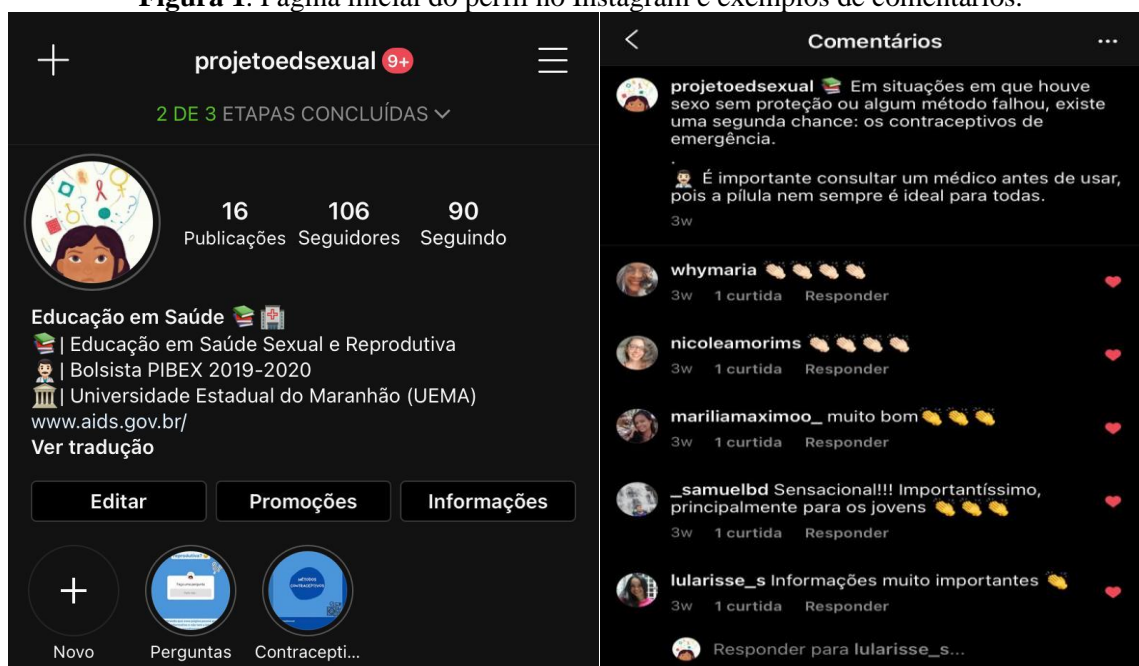 Figura 1. Página inicial do perfil no Instagram e exemplos de comentários.
projetoedsexual 9+
2 DE 3 ETAPAS CONCLUÍDAS
16 106 90
Publicações Seguidores Seguindo
Educação em Saúde
| Educação em Saúde Sexual e Reprodutiva
| Bolsista PIBEX 2019-2020
| Universidade Estadual do Maranhão (UEMA)
www.aids.gov.br/
Ver tradução
Editar Promoções Informações
Novo Perguntas Contracepti...
Comentários
projetoedsexual 📚 Em situações em que houve
sexo sem proteção ou algum método falhou, existe
uma segunda chance: os contraceptivos de
emergência.
.
É importante consultar um médico antes de usar,
pois a pílula nem sempre é ideal para todas.
3w
whymaria 👏🏻👏🏻👏🏻👏🏻
3w 1 curtida Responder
nicoleamorims 👏🏻👏🏻👏🏻👏🏻
3w 1 curtida Responder
mariliamaximoo_ muito bom👏👏👏
3w 1 curtida Responder
_samuelbd Sensacional!!! Importantíssimo,
principalmente para os jovens 👏👏👏
3w 1 curtida Responder
lularisse_s Informações muito importantes 👏
3w 1 curtida Responder
Responder para lularisse_s...